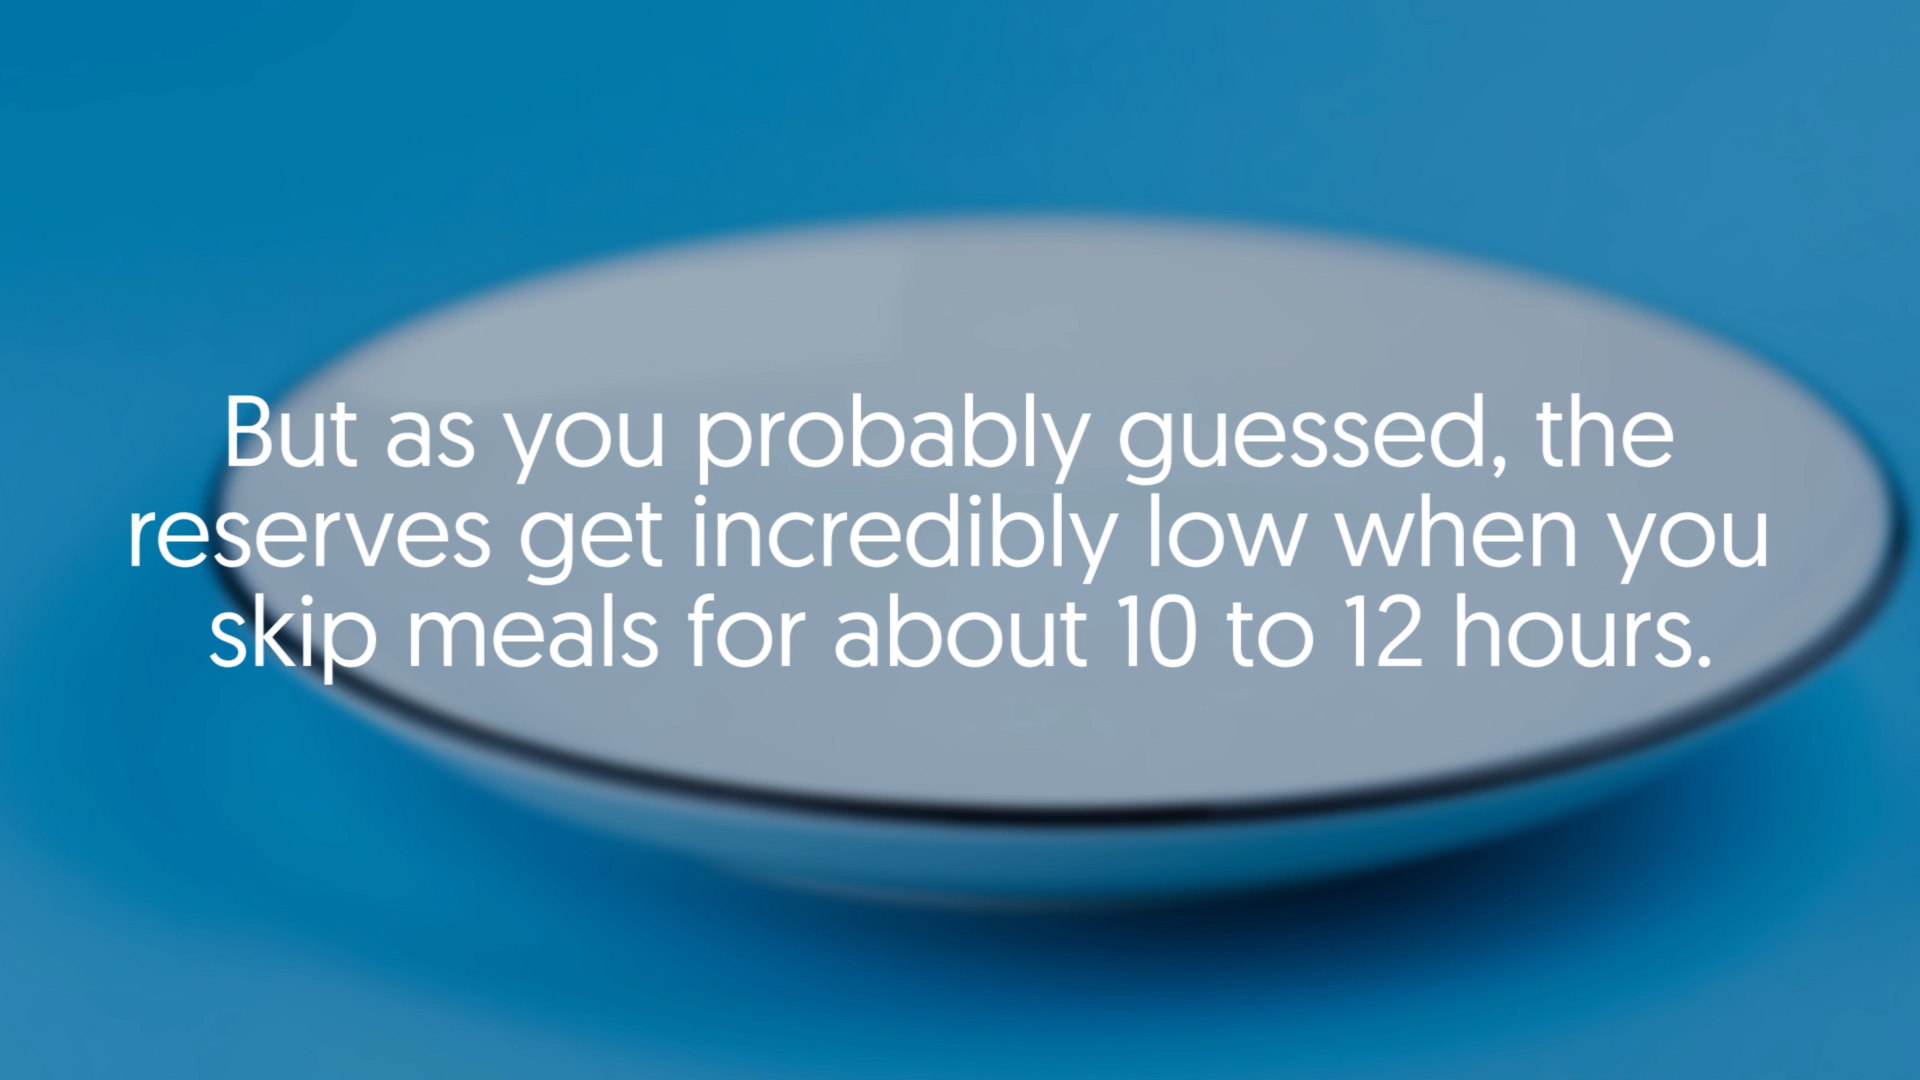 But as you probably guessed, the
reserves get incredibly low when you
skip meals for about 10 to 12 hours.